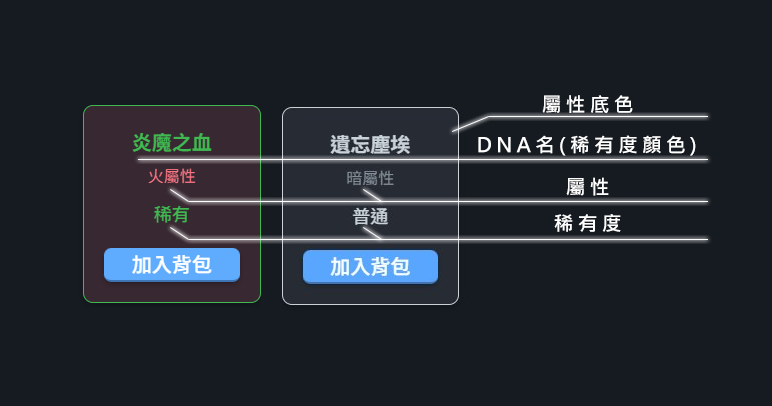 屬性底色
炎魔之血
遺忘塵埃
DNA名(稀有度顏色)
火屬性
暗屬性
屬性
稀有
普通
稀有度
加入背包
加入背包